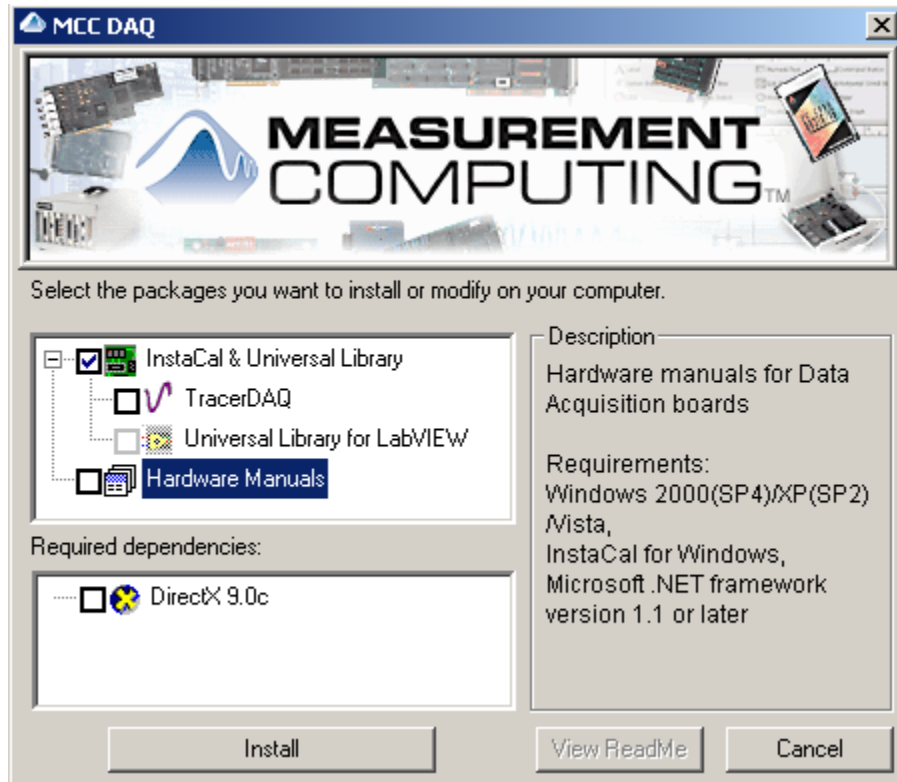 MCC DAQ
MEASUREMENT
COMPUTING™
Select the packages you want to install or modify on your computer.
InstaCal & Universal Library
TracerDAQ
Universal Library for LabVIEW
Hardware Manuals
Required dependencies:
DirectX 9.0c
Description
Hardware manuals for Data
Acquisition boards
Requirements:
Windows 2000(SP4)/XP(SP2)
/Vista,
InstaCal for Windows,
Microsoft .NET framework
version 1.1 or later
Install
View ReadMe
Cancel